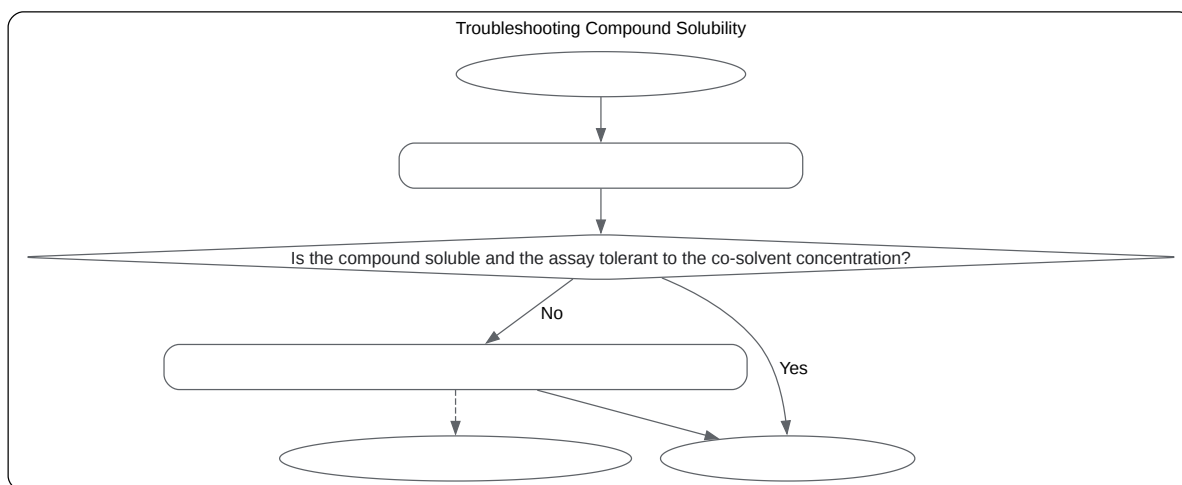 Troubleshooting Compound Solubility
Is the compound soluble and the assay tolerant to the co-solvent concentration?
No
Yes